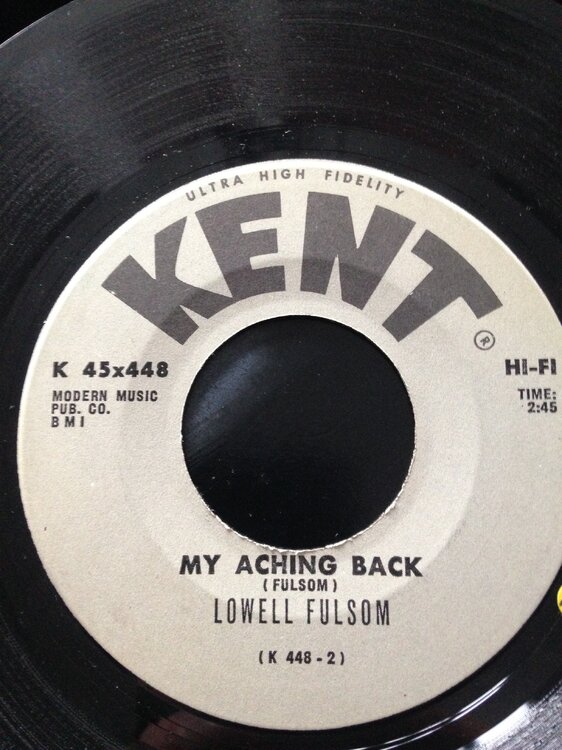 ULTRA HIGH FIDELITY
KENT
®
K 45x448
MODERN MUSIC
PUB. CO.
BMI
HI-FI
TIME:
2:45
MY ACHING BACK
(FULSOM)
LOWELL FULSOM
(K 448-2)